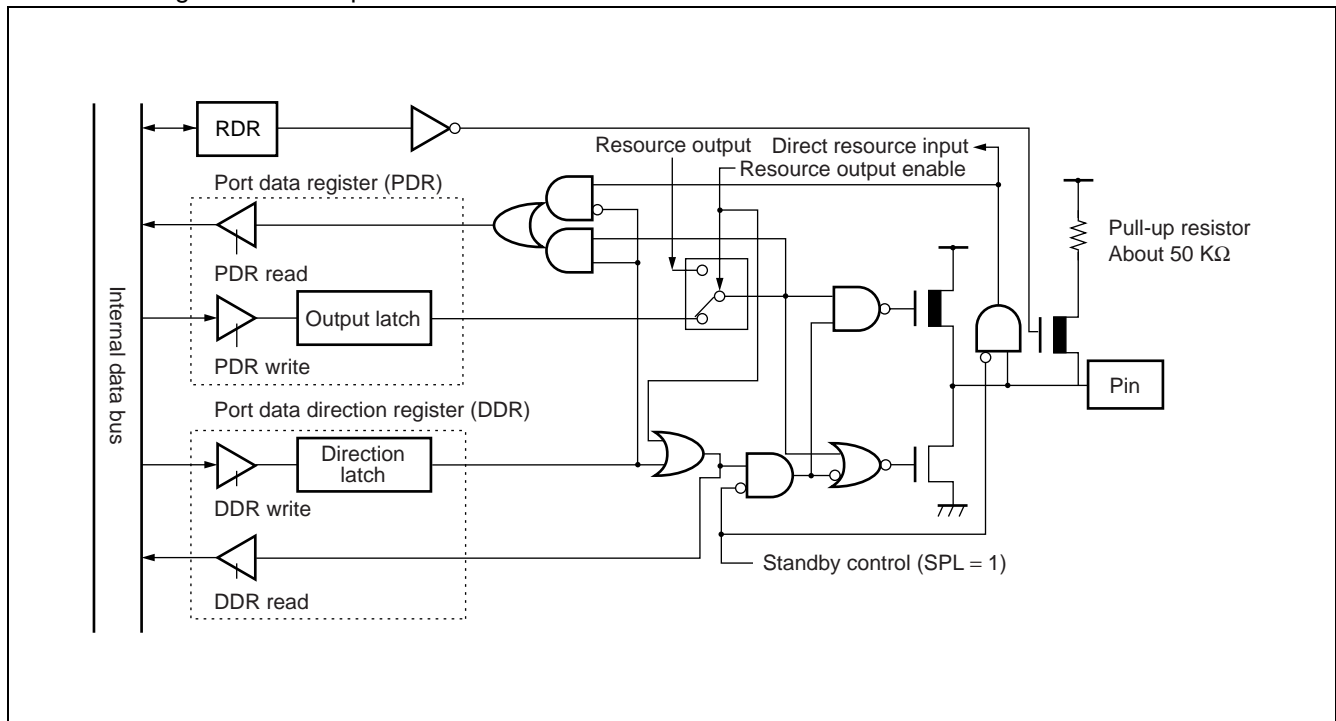 RDR
Resource output
Direct resource input
Resource output enable
Port data register (PDR)
Pull-up resistor
About 50 KΩ
PDR read
Output latch
PDR write
Internal data bus
Pin
Port data direction register (DDR)
Direction
latch
DDR write
Standby control (SPL = 1)
DDR read